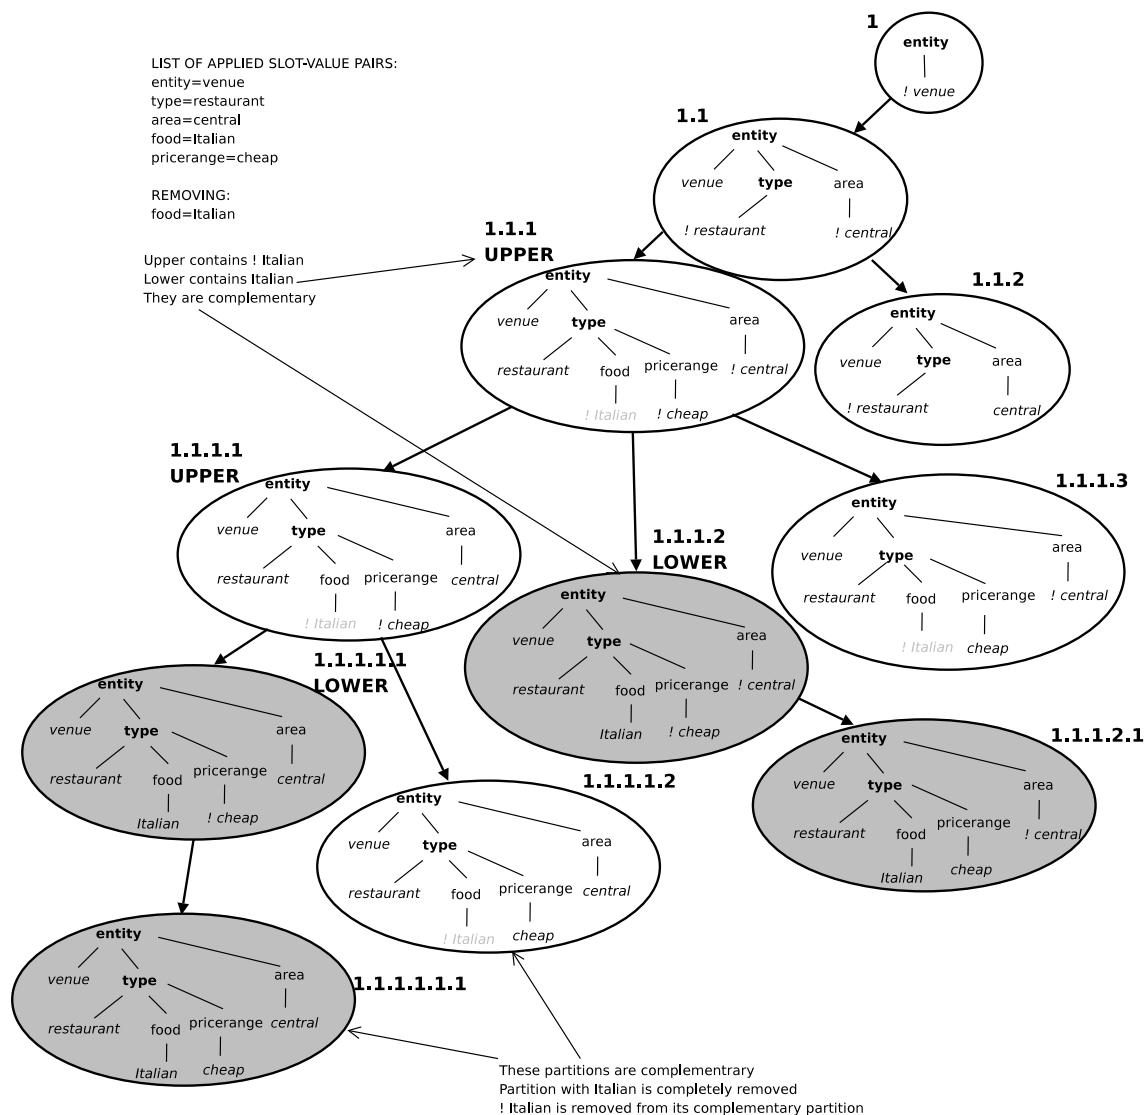 1
entity
! venue
LIST OF APPLIED SLOT-VALUE PAIRS:
entity=venue
type=restaurant
area=central
food=Italian
pricerange=cheap
REMOVING:
food=Italian
1.1
entity
venue type area
! restaurant ! central
Upper contains ! Italian
Lower contains Italian
They are complementary
1.1.1
UPPER
entity
venue type area
restaurant food pricerange ! central
! Italian ! cheap
1.1.2
entity
venue type area
! restaurant central
1.1.1.1
UPPER
entity
venue type area
restaurant food pricerange central
! Italian ! cheap
1.1.1.2
LOWER
entity
venue type area
restaurant food pricerange ! central
Italian ! cheap
1.1.1.3
entity
venue type area
restaurant food pricerange ! central
! Italian cheap
1.1.1.1.1
LOWER
entity
venue type area
restaurant food pricerange central
Italian ! cheap
1.1.1.1.2
entity
venue type area
restaurant food pricerange central
! Italian cheap
1.1.1.2.1
entity
venue type area
restaurant food pricerange ! central
Italian cheap
1.1.1.1.1.1
entity
venue type area
restaurant food pricerange central
Italian cheap
These partitions are complementrary
Partition with Italian is completely removed
! Italian is removed from its complementary partition